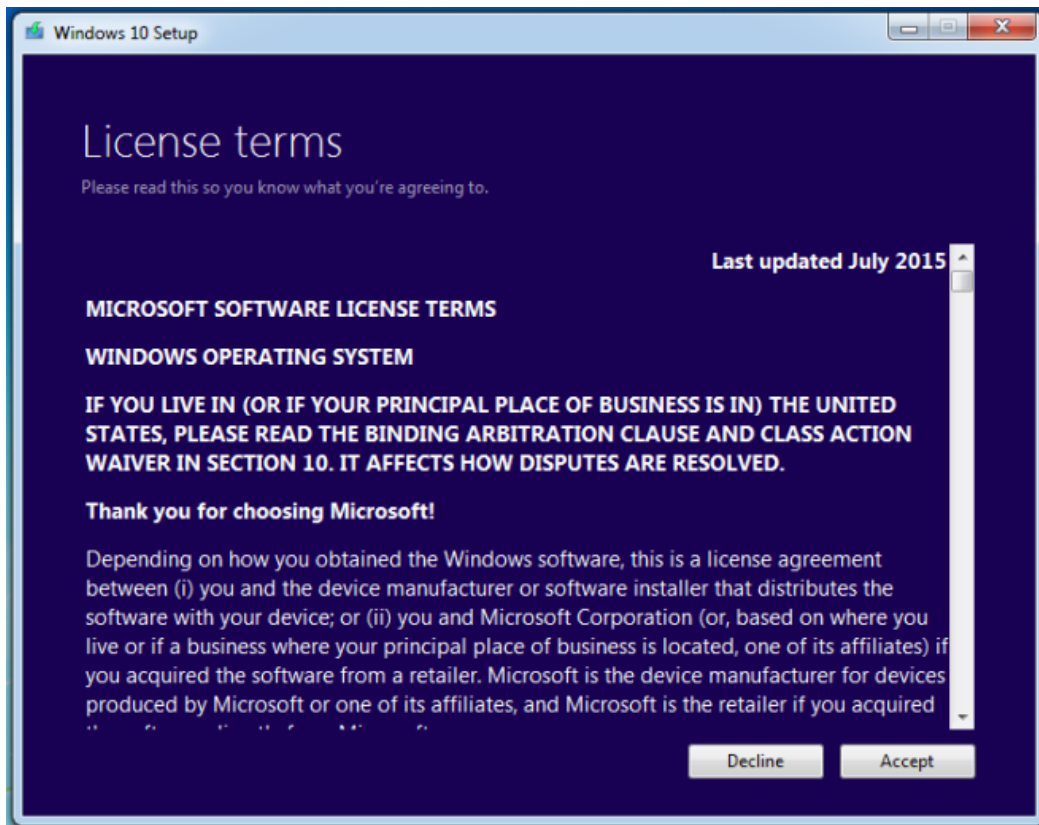 Windows 10 Setup
License terms
Please read this so you know what you're agreeing to.
Last updated July 2015
MICROSOFT SOFTWARE LICENSE TERMS
WINDOWS OPERATING SYSTEM
IF YOU LIVE IN (OR IF YOUR PRINCIPAL PLACE OF BUSINESS IS IN) THE UNITED
STATES, PLEASE READ THE BINDING ARBITRATION CLAUSE AND CLASS ACTION
WAIVER IN SECTION 10. IT AFFECTS HOW DISPUTES ARE RESOLVED.
Thank you for choosing Microsoft!
Depending on how you obtained the Windows software, this is a license agreement
between (i) you and the device manufacturer or software installer that distributes the
software with your device; or (ii) you and Microsoft Corporation (or, based on where you
live or if a business where your principal place of business is located, one of its affiliates) if
you acquired the software from a retailer. Microsoft is the device manufacturer for devices
produced by Microsoft or one of its affiliates, and Microsoft is the retailer if you acquired
Decline
Accept